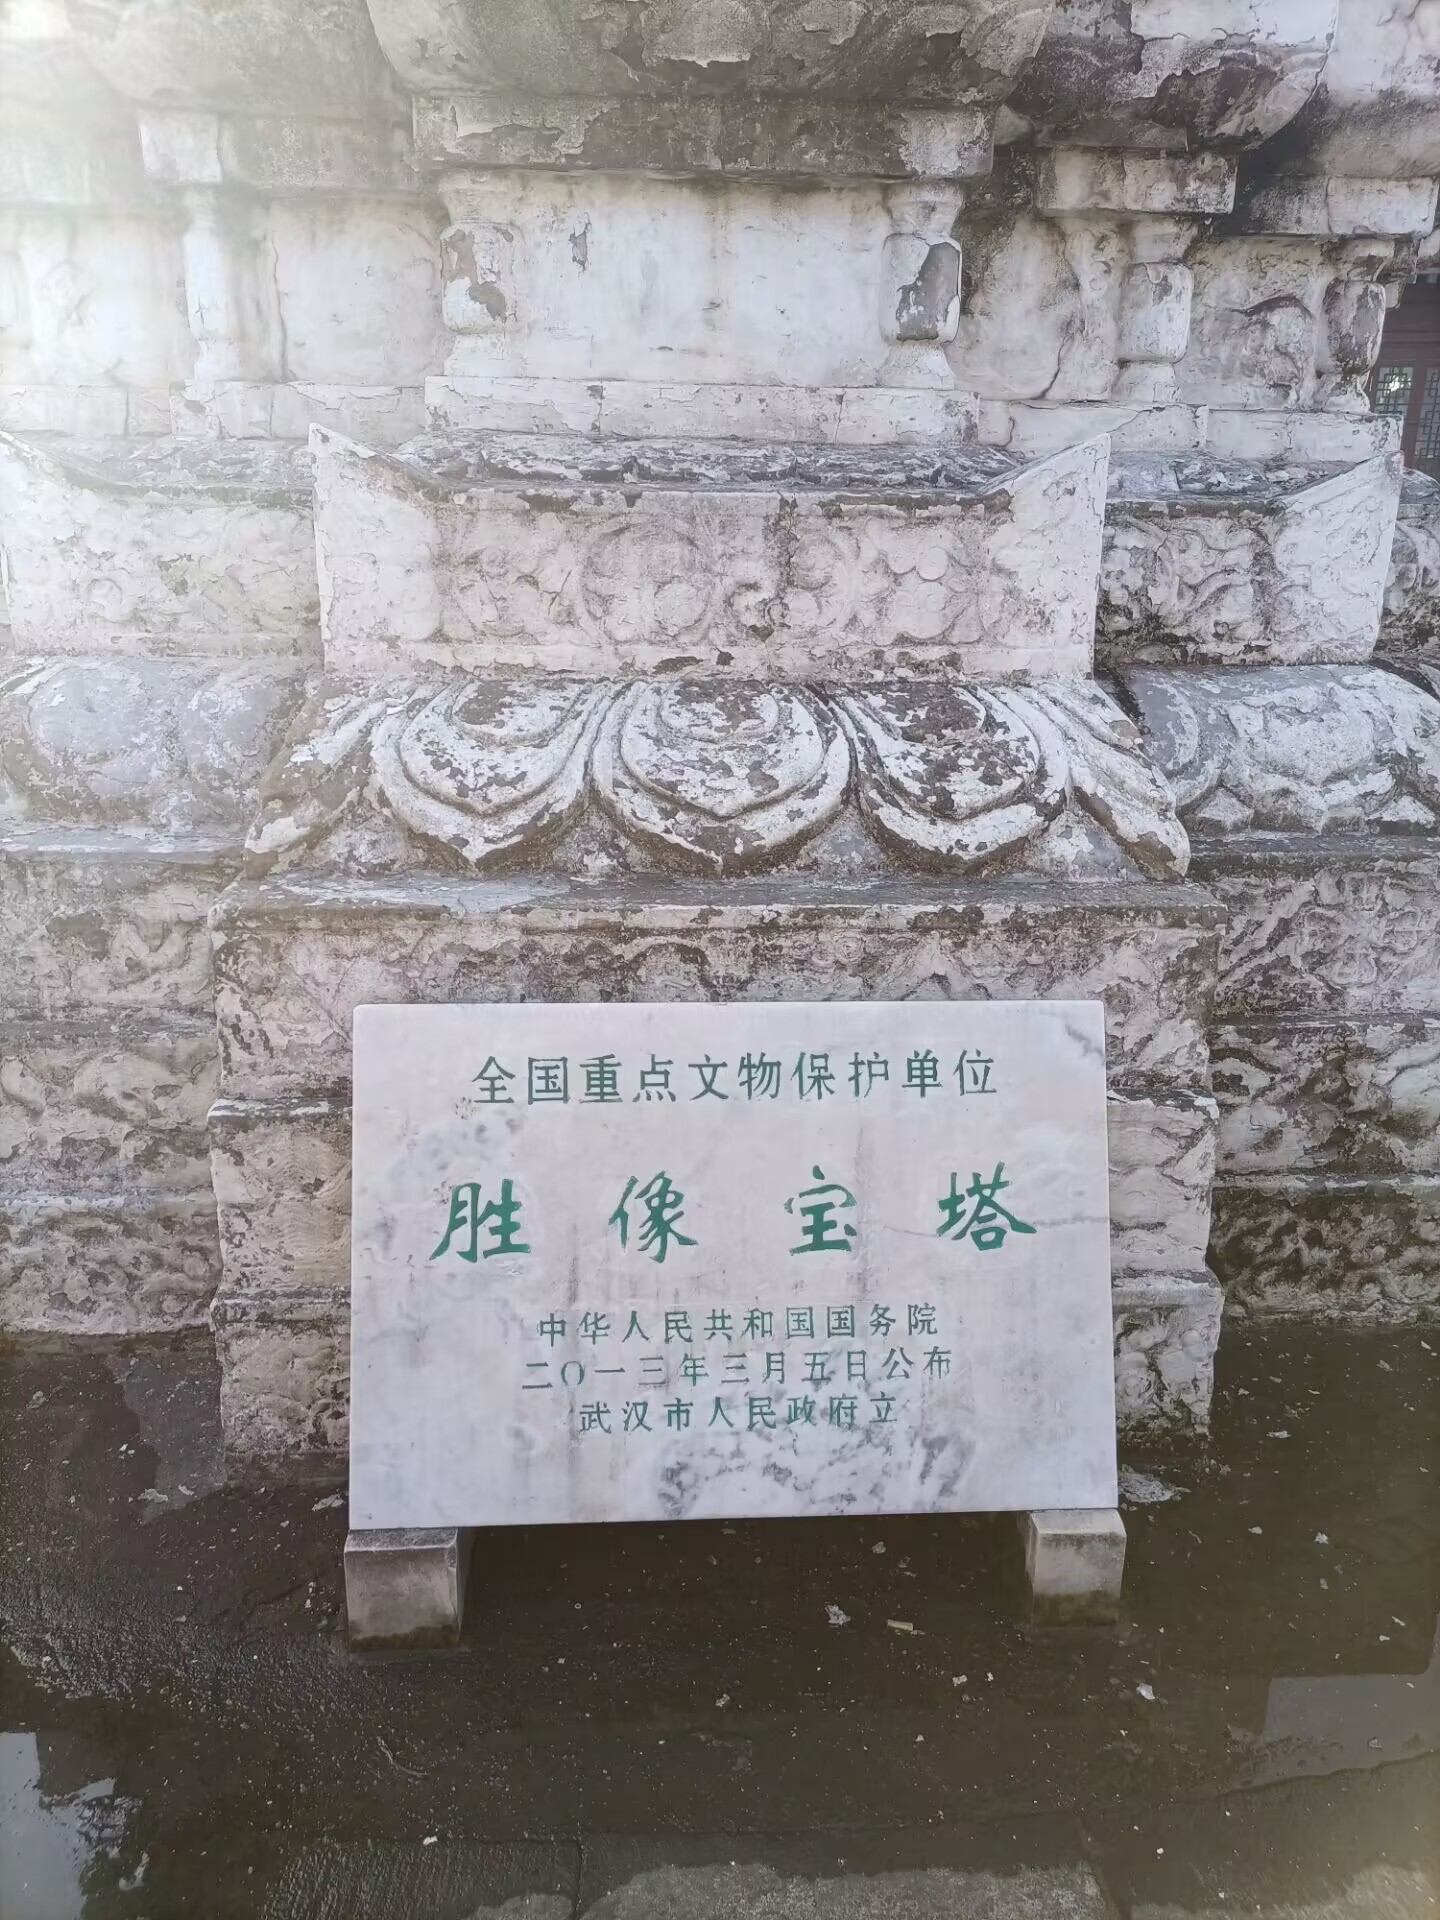 全国重点文物保护单位
胜像宝塔
中华人民共和国国务院
二〇一三年三月五日公布
武汉市人民政府立